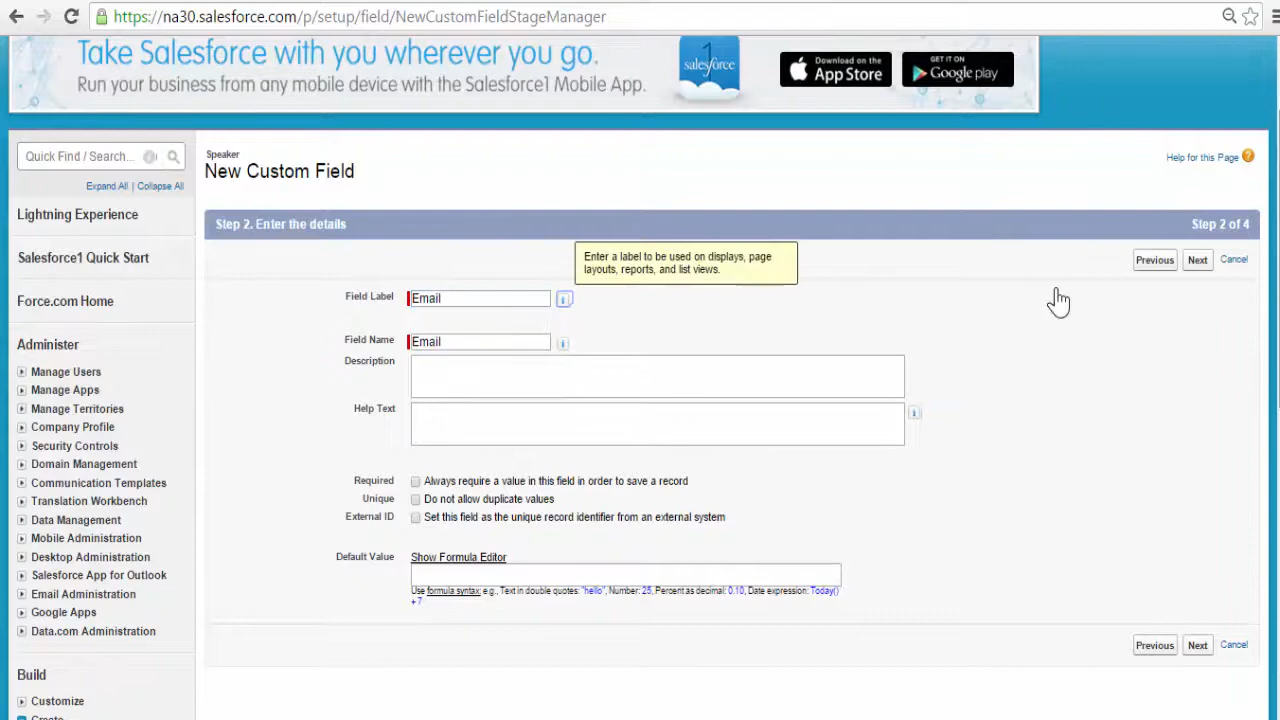 https://na30.salesforce.com/p/setup/field/NewCustomFieldStageManager
Take Salesforce with you wherever you go.
Run your business from any mobile device with the Salesforce1 Mobile App.
1
salesforce
Download on the
App Store
GET IT ON
Google play
Quick Find / Search...
Expand All | Collapse All
Lightning Experience
Salesforce1 Quick Start
Force.com Home
Administer
Manage Users
Manage Apps
Manage Territories
Company Profile
Security Controls
Domain Management
Communication Templates
Translation Workbench
Data Management
Mobile Administration
Desktop Administration
Salesforce App for Outlook
Email Administration
Google Apps
Data.com Administration
Build
Customize
Create
Speaker
New Custom Field
Help for this Page
Step 2. Enter the details
Step 2 of 4
Enter a label to be used on displays, page
layouts, reports, and list views.
Previous Next Cancel
Field Label Email
Field Name Email
Description
Help Text
Required Always require a value in this field in order to save a record
Unique Do not allow duplicate values
External ID Set this field as the unique record identifier from an external system
Default Value Show Formula Editor
Use formula syntax: e.g., Text in double quotes: "hello", Number: 25, Percent as decimal: 0.10, Date expression: Today()
+ 7
Previous Next Cancel